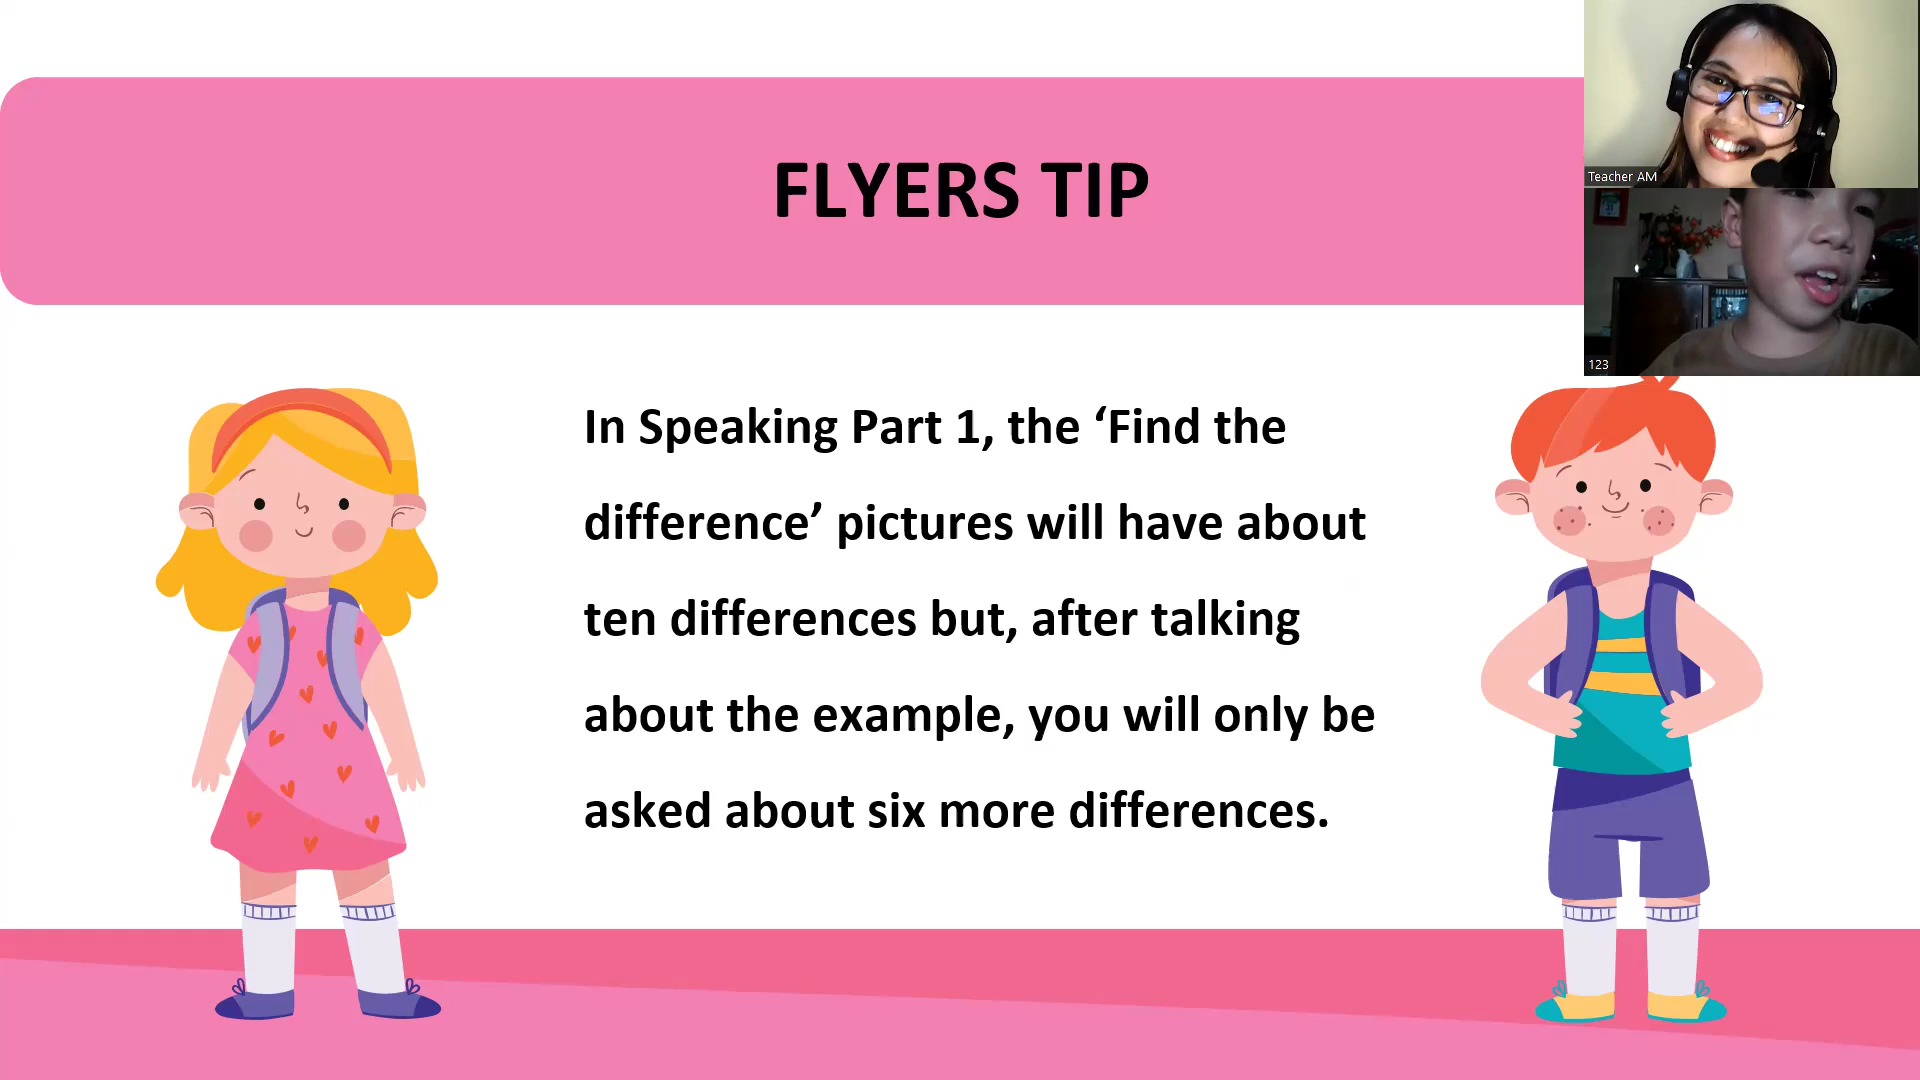 FLYERS TIP
Teacher AM
123
In Speaking Part 1, the ‘Find the
difference’ pictures will have about
ten differences but, after talking
about the example, you will only be
asked about six more differences.